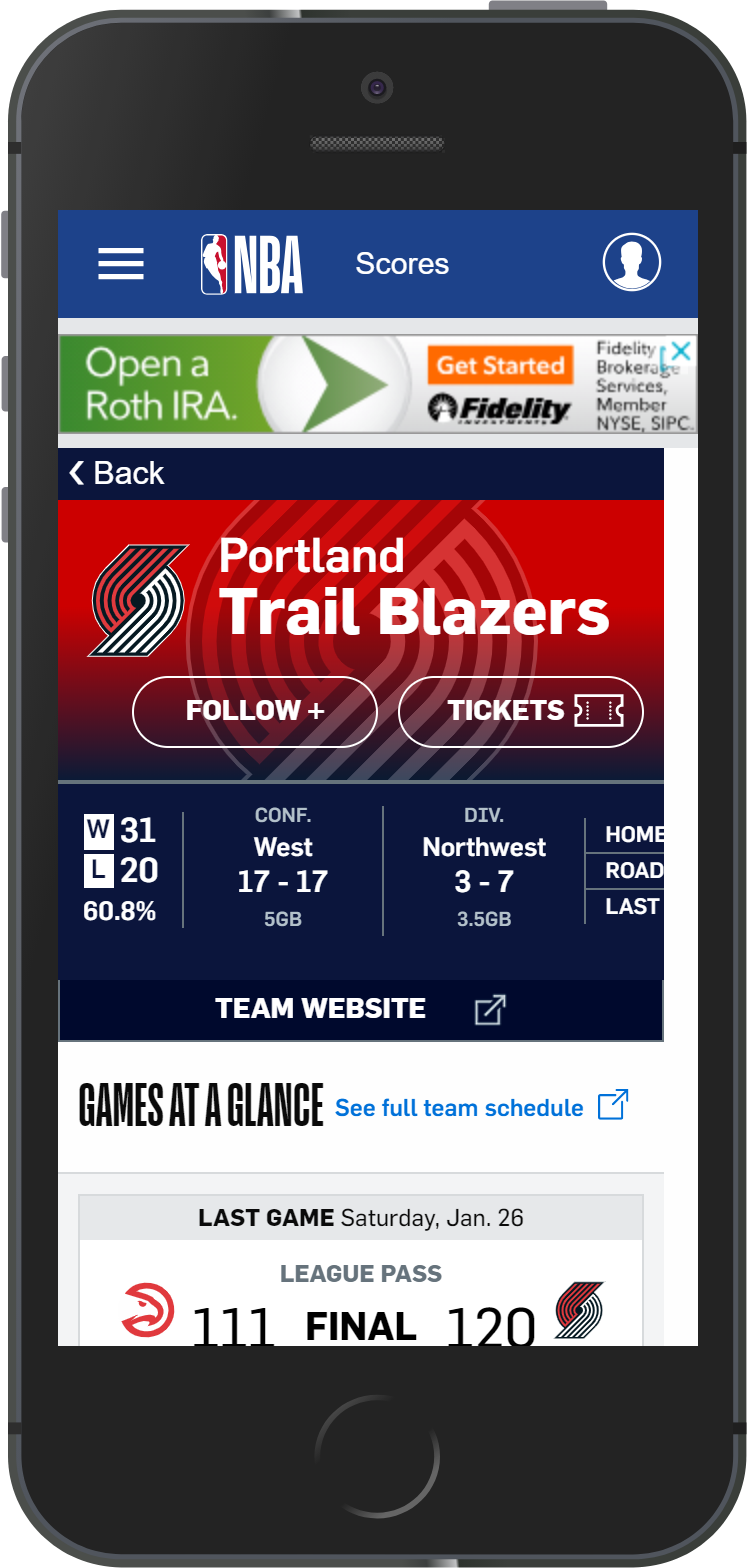 NBA
Scores
Open a
Roth IRA.
Get Started
Fidelity
INVESTMENTS
Fidelity
Brokerage
Services,
Member
NYSE, SIPC.
Back
Portland
Trail Blazers
FOLLOW +
TICKETS
W 31
L 20
60.8%
CONF.
West
17 - 17
5GB
DIV.
Northwest
3 - 7
3.5GB
HOME
ROAD
LAST
TEAM WEBSITE
GAMES AT A GLANCE See full team schedule
LAST GAME Saturday, Jan. 26
LEAGUE PASS
111 FINAL 120